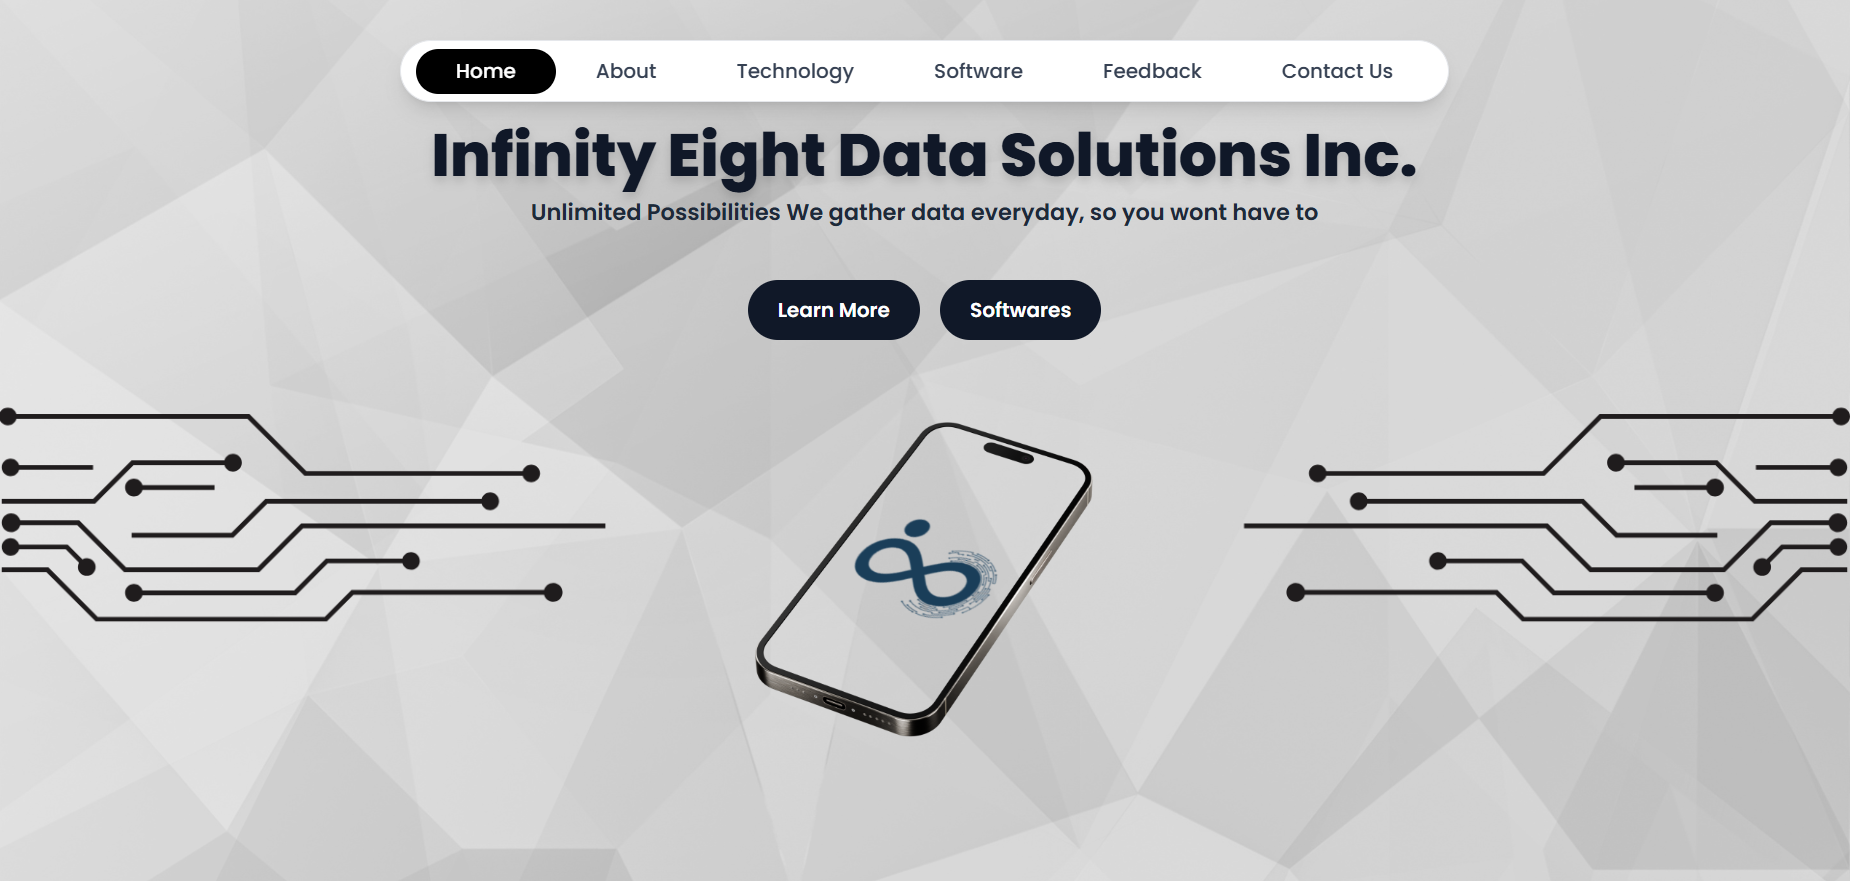 Home About Technology Software Feedback Contact Us
Infinity Eight Data Solutions Inc.
Unlimited Possibilities We gather data everyday, so you wont have to
Learn More Softwares